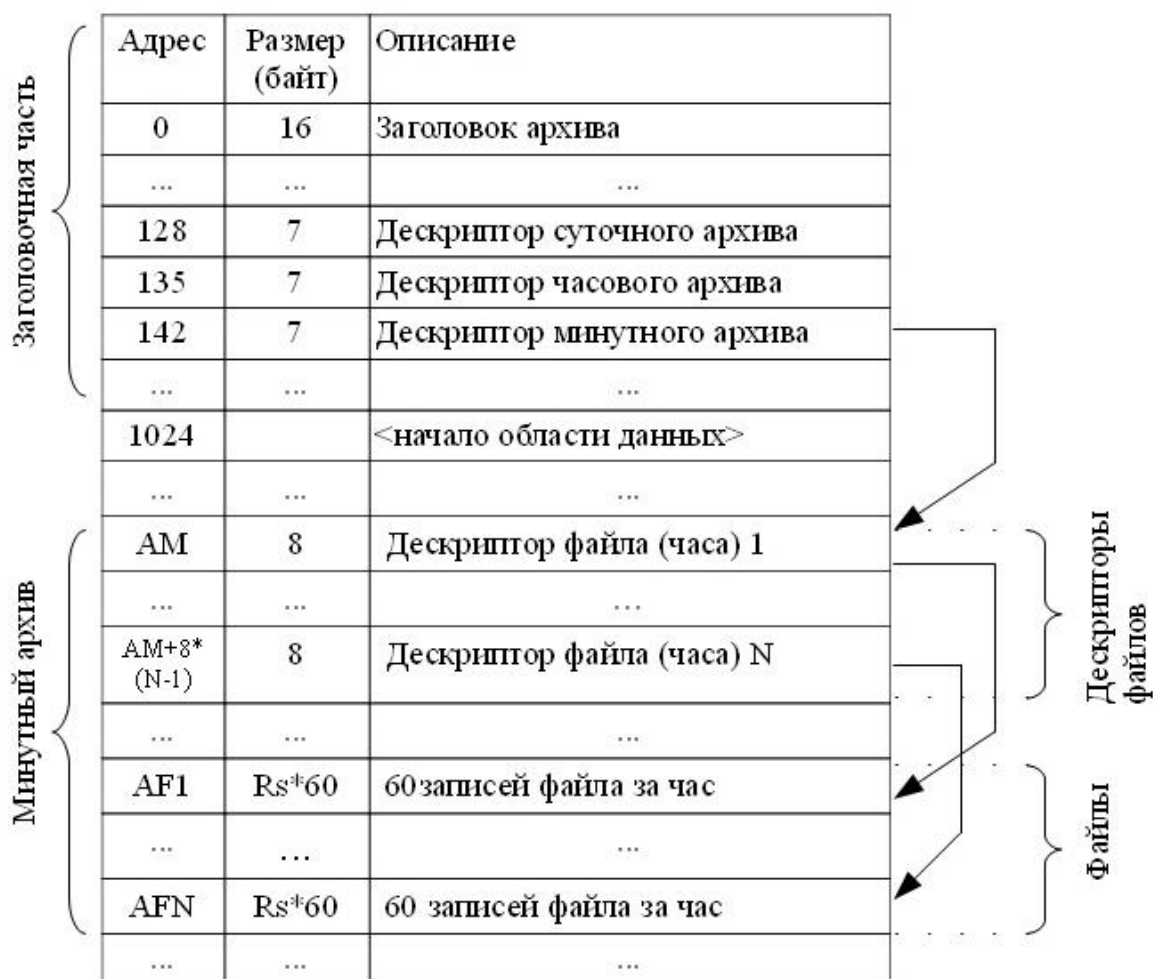 Адрес Размер (байт) Описание
0 16 Заголовок архива
... ... ...
128 7 Дескриптор суточного архива
135 7 Дескриптор часового архива
142 7 Дескриптор минутного архива
... ... ...
1024 <начало области данных>
... ... ...
AM 8 Дескриптор файла (часа) 1
... ... ...
AM+8* (N-1) 8 Дескриптор файла (часа) N
... ... ...
AF1 Rs*60 60 записей файла за час
... ... ...
AFN Rs*60 60 записей файла за час
... ... ...
Заголовочная часть
Минутный архив
Дескрипторы
файлов
Файлы